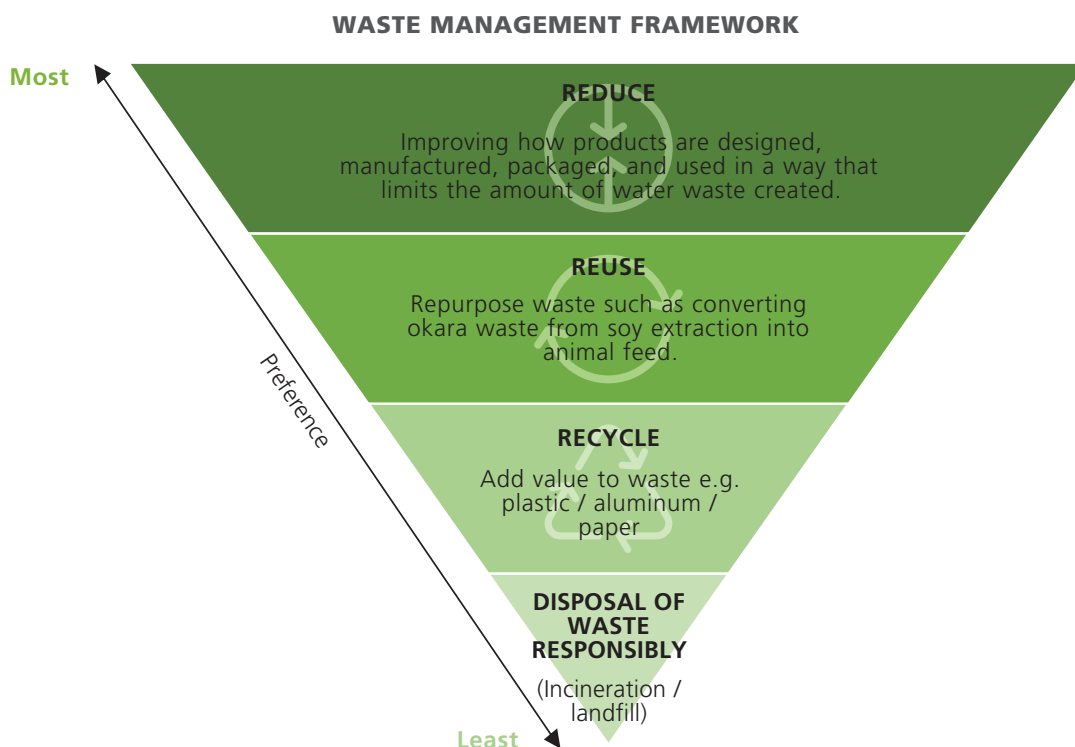 WASTE MANAGEMENT FRAMEWORK
Most
REDUCE
Improving how products are designed,
manufactured, packaged, and used in a way that
limits the amount of water waste created.
REUSE
Repurpose waste such as converting
okara waste from soy extraction into
animal feed.
Preference
RECYCLE
Add value to waste e.g.
plastic / aluminum /
paper
DISPOSAL OF
WASTE
RESPONSIBLY
(Incineration /
landfill)
Least